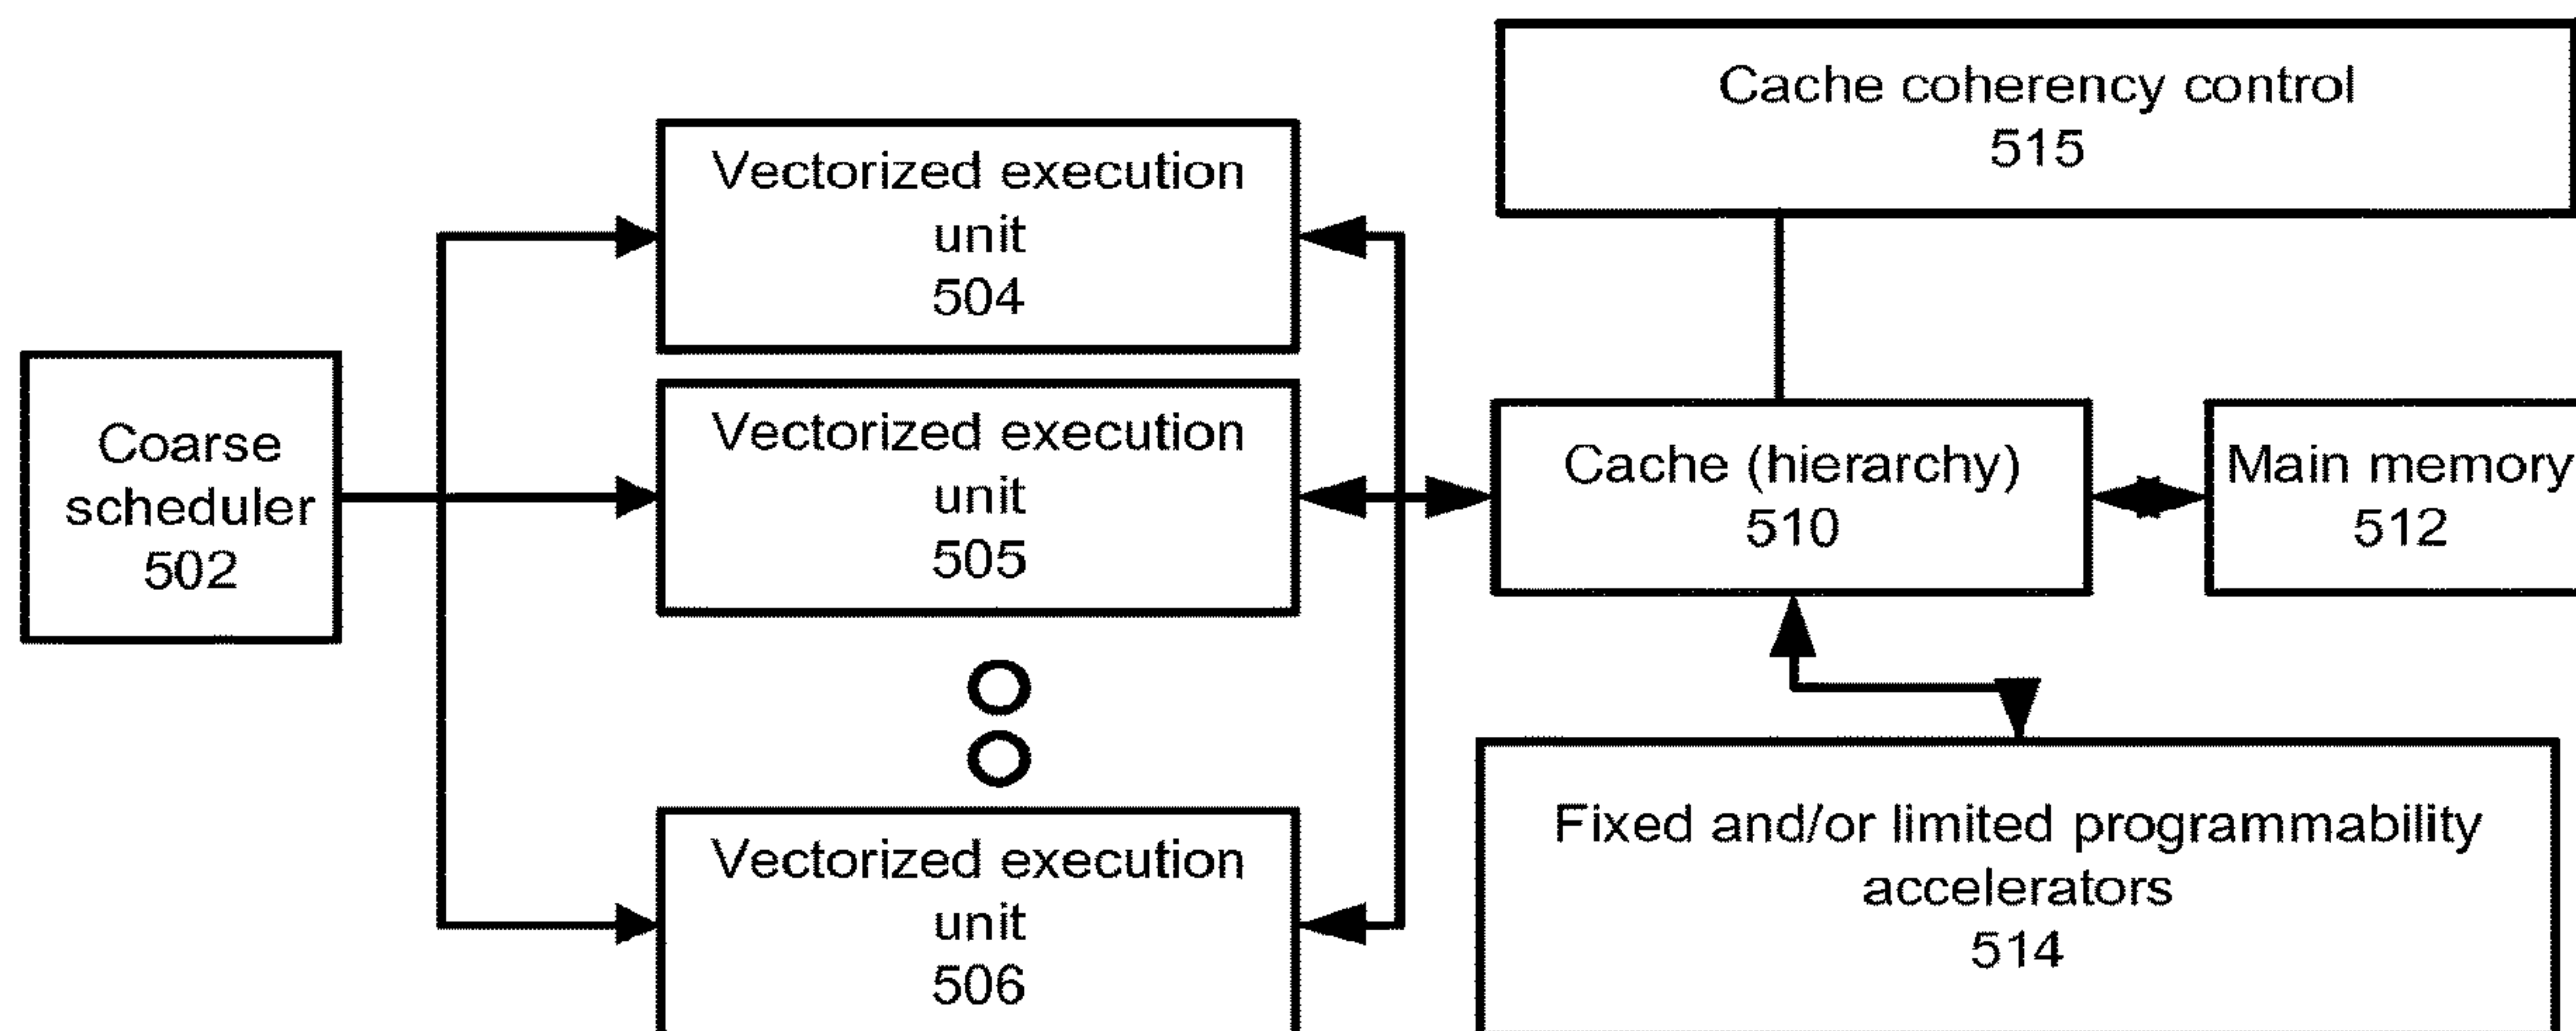 Cache coherency control
515
Vectorized execution
unit
504
Coarse
scheduler
502
Vectorized execution
unit
505
Cache (hierarchy)
510
Main memory
512
Vectorized execution
unit
506
Fixed and/or limited programmability
accelerators
514